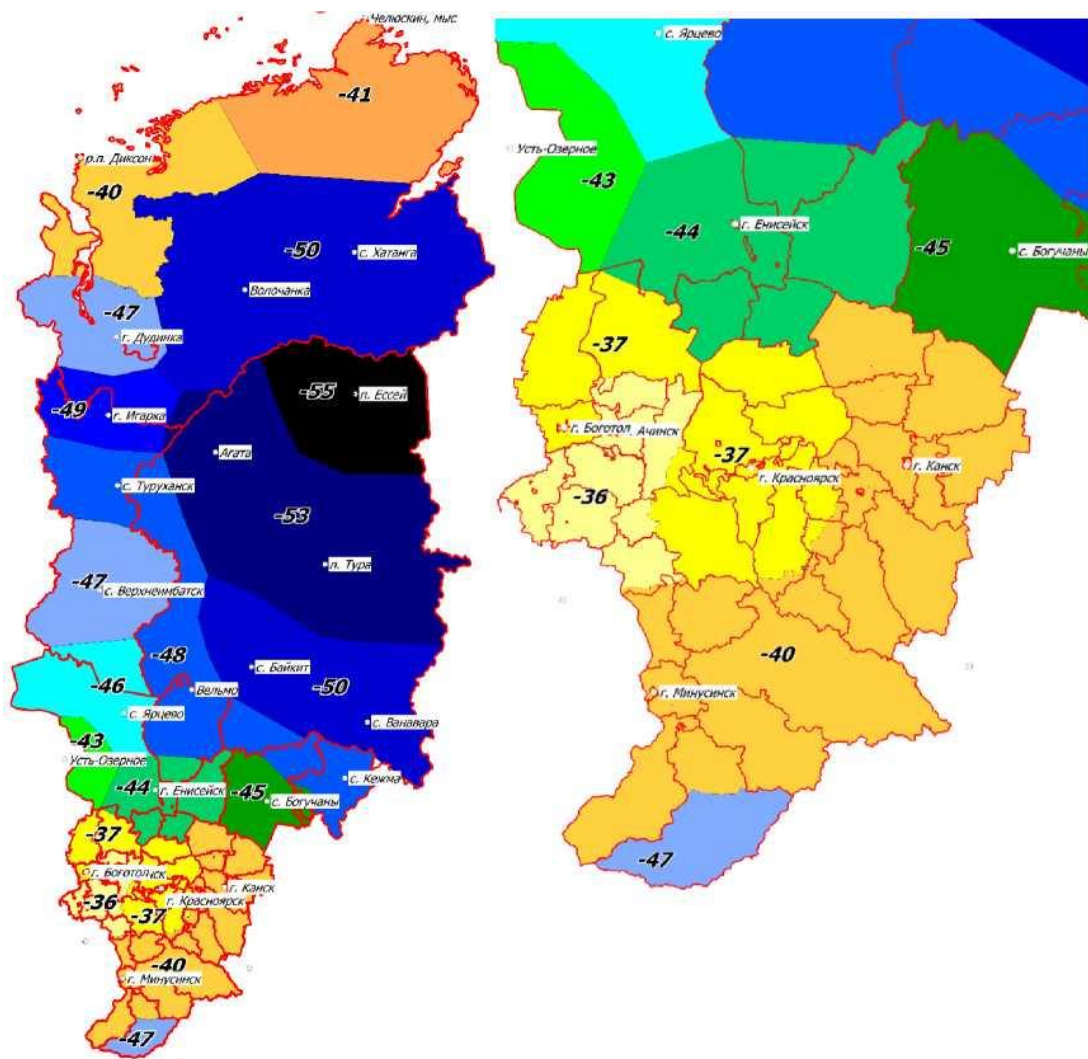 Челюскин, мыс
-41
р.п. Диксон
-40
-50
с. Хатанга
Волочанка
-47
г. Дудинка
-55
п. Ессей
-49
г. Игарка
Агата
с. Туруханск
-53
п. Тура
-47
с. Верхнеимбатск
-48
с. Байкит
-46
Вельмо
-50
с. Ярцево
с. Ванавара
-43
Усть-Озерное
с. Кежма
-44
г. Енисейск
-45
с. Богучаны
-37
г. Боготол
нск
г. Канск
-36
г. Красноярск
-37
-40
г. Минусинск
-47
с. Ярцево
Усть-Озерное
-43
-44
г. Енисейск
-45
с. Богучаны
-37
г. Боготол
. Ачинск
-37
г. Канск
г. Красноярск
-36
-40
г. Минусинск
-47